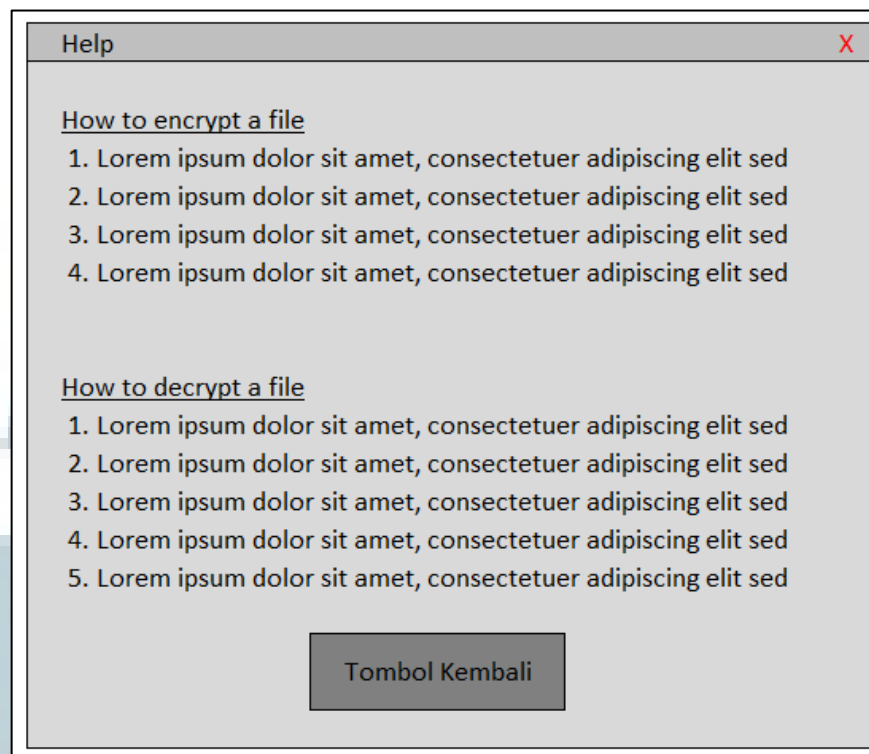 Help X
How to encrypt a file
1. Lorem ipsum dolor sit amet, consectetuer adipiscing elit sed
2. Lorem ipsum dolor sit amet, consectetuer adipiscing elit sed
3. Lorem ipsum dolor sit amet, consectetuer adipiscing elit sed
4. Lorem ipsum dolor sit amet, consectetuer adipiscing elit sed
How to decrypt a file
1. Lorem ipsum dolor sit amet, consectetuer adipiscing elit sed
2. Lorem ipsum dolor sit amet, consectetuer adipiscing elit sed
3. Lorem ipsum dolor sit amet, consectetuer adipiscing elit sed
4. Lorem ipsum dolor sit amet, consectetuer adipiscing elit sed
5. Lorem ipsum dolor sit amet, consectetuer adipiscing elit sed
Tombol Kembali